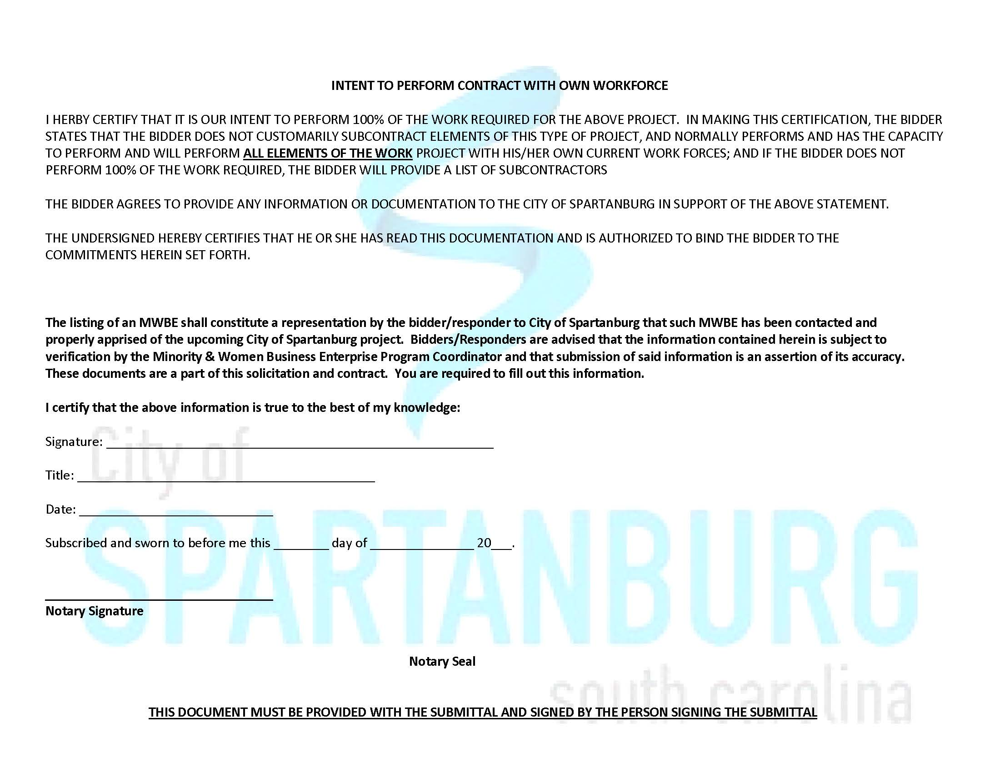 INTENT TO PERFORM CONTRACT WITH OWN WORKFORCE
I HERBY CERTIFY THAT IT IS OUR INTENT TO PERFORM 100% OF THE WORK REQUIRED FOR THE ABOVE PROJECT.  IN MAKING THIS CERTIFICATION, THE BIDDER
STATES THAT THE BIDDER DOES NOT CUSTOMARILY SUBCONTRACT ELEMENTS OF THIS TYPE OF PROJECT, AND NORMALLY PERFORMS AND HAS THE CAPACITY
TO PERFORM AND WILL PERFORM ALL ELEMENTS OF THE WORK PROJECT WITH HIS/HER OWN CURRENT WORK FORCES; AND IF THE BIDDER DOES NOT
PERFORM 100% OF THE WORK REQUIRED, THE BIDDER WILL PROVIDE A LIST OF SUBCONTRACTORS
THE BIDDER AGREES TO PROVIDE ANY INFORMATION OR DOCUMENTATION TO THE CITY OF SPARTANBURG IN SUPPORT OF THE ABOVE STATEMENT.
THE UNDERSIGNED HEREBY CERTIFIES THAT HE OR SHE HAS READ THIS DOCUMENTATION AND IS AUTHORIZED TO BIND THE BIDDER TO THE
COMMITMENTS HEREIN SET FORTH.
The listing of an MWBE shall constitute a representation by the bidder/responder to City of Spartanburg that such MWBE has been contacted and
properly apprised of the upcoming City of Spartanburg project.  Bidders/Responders are advised that the information contained herein is subject to
verification by the Minority & Women Business Enterprise Program Coordinator and that submission of said information is an assertion of its accuracy.
These documents are a part of this solicitation and contract.  You are required to fill out this information.
I certify that the above information is true to the best of my knowledge:
Signature: ________________________________________________________
City of
Title: ___________________________________________
Date: ____________________________
SPARTANBURG
Subscribed and sworn to before me this ________ day of _______________ 20___.
Notary Signature
Notary Seal
south carolina
THIS DOCUMENT MUST BE PROVIDED WITH THE SUBMITTAL AND SIGNED BY THE PERSON SIGNING THE SUBMITTAL